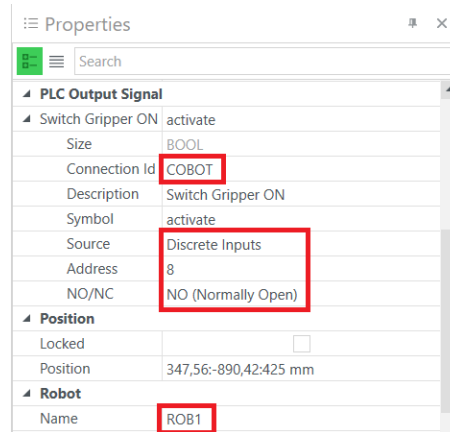 Properties
Search
PLC Output Signal
Switch Gripper ON activate
Size BOOL
Connection Id COBOT
Description Switch Gripper ON
Symbol activate
Source Discrete Inputs
Address 8
NO/NC NO (Normally Open)
Position
Locked
Position 347,56:-890,42:425 mm
Robot
Name ROB1